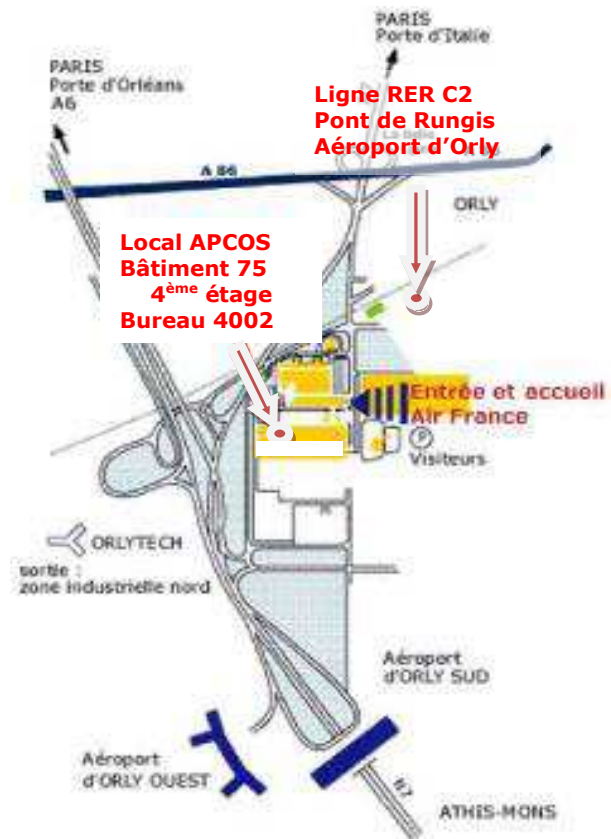 PARIS
Porte d'Italie
PARIS
Porte d'Orléans
A6
Ligne RER C2
Pont de Rungis
Aéroport d'Orly
A 86
ORLY
Local APCOS
Bâtiment 75
4ème étage
Bureau 4002
Entrée et accueil
Air France
P
Visiteurs
ORLYTECH
sortie :
zone industrielle nord
Aéroport
d'ORLY SUD
Aéroport
d'ORLY OUEST
N7
ATHIS-MONS